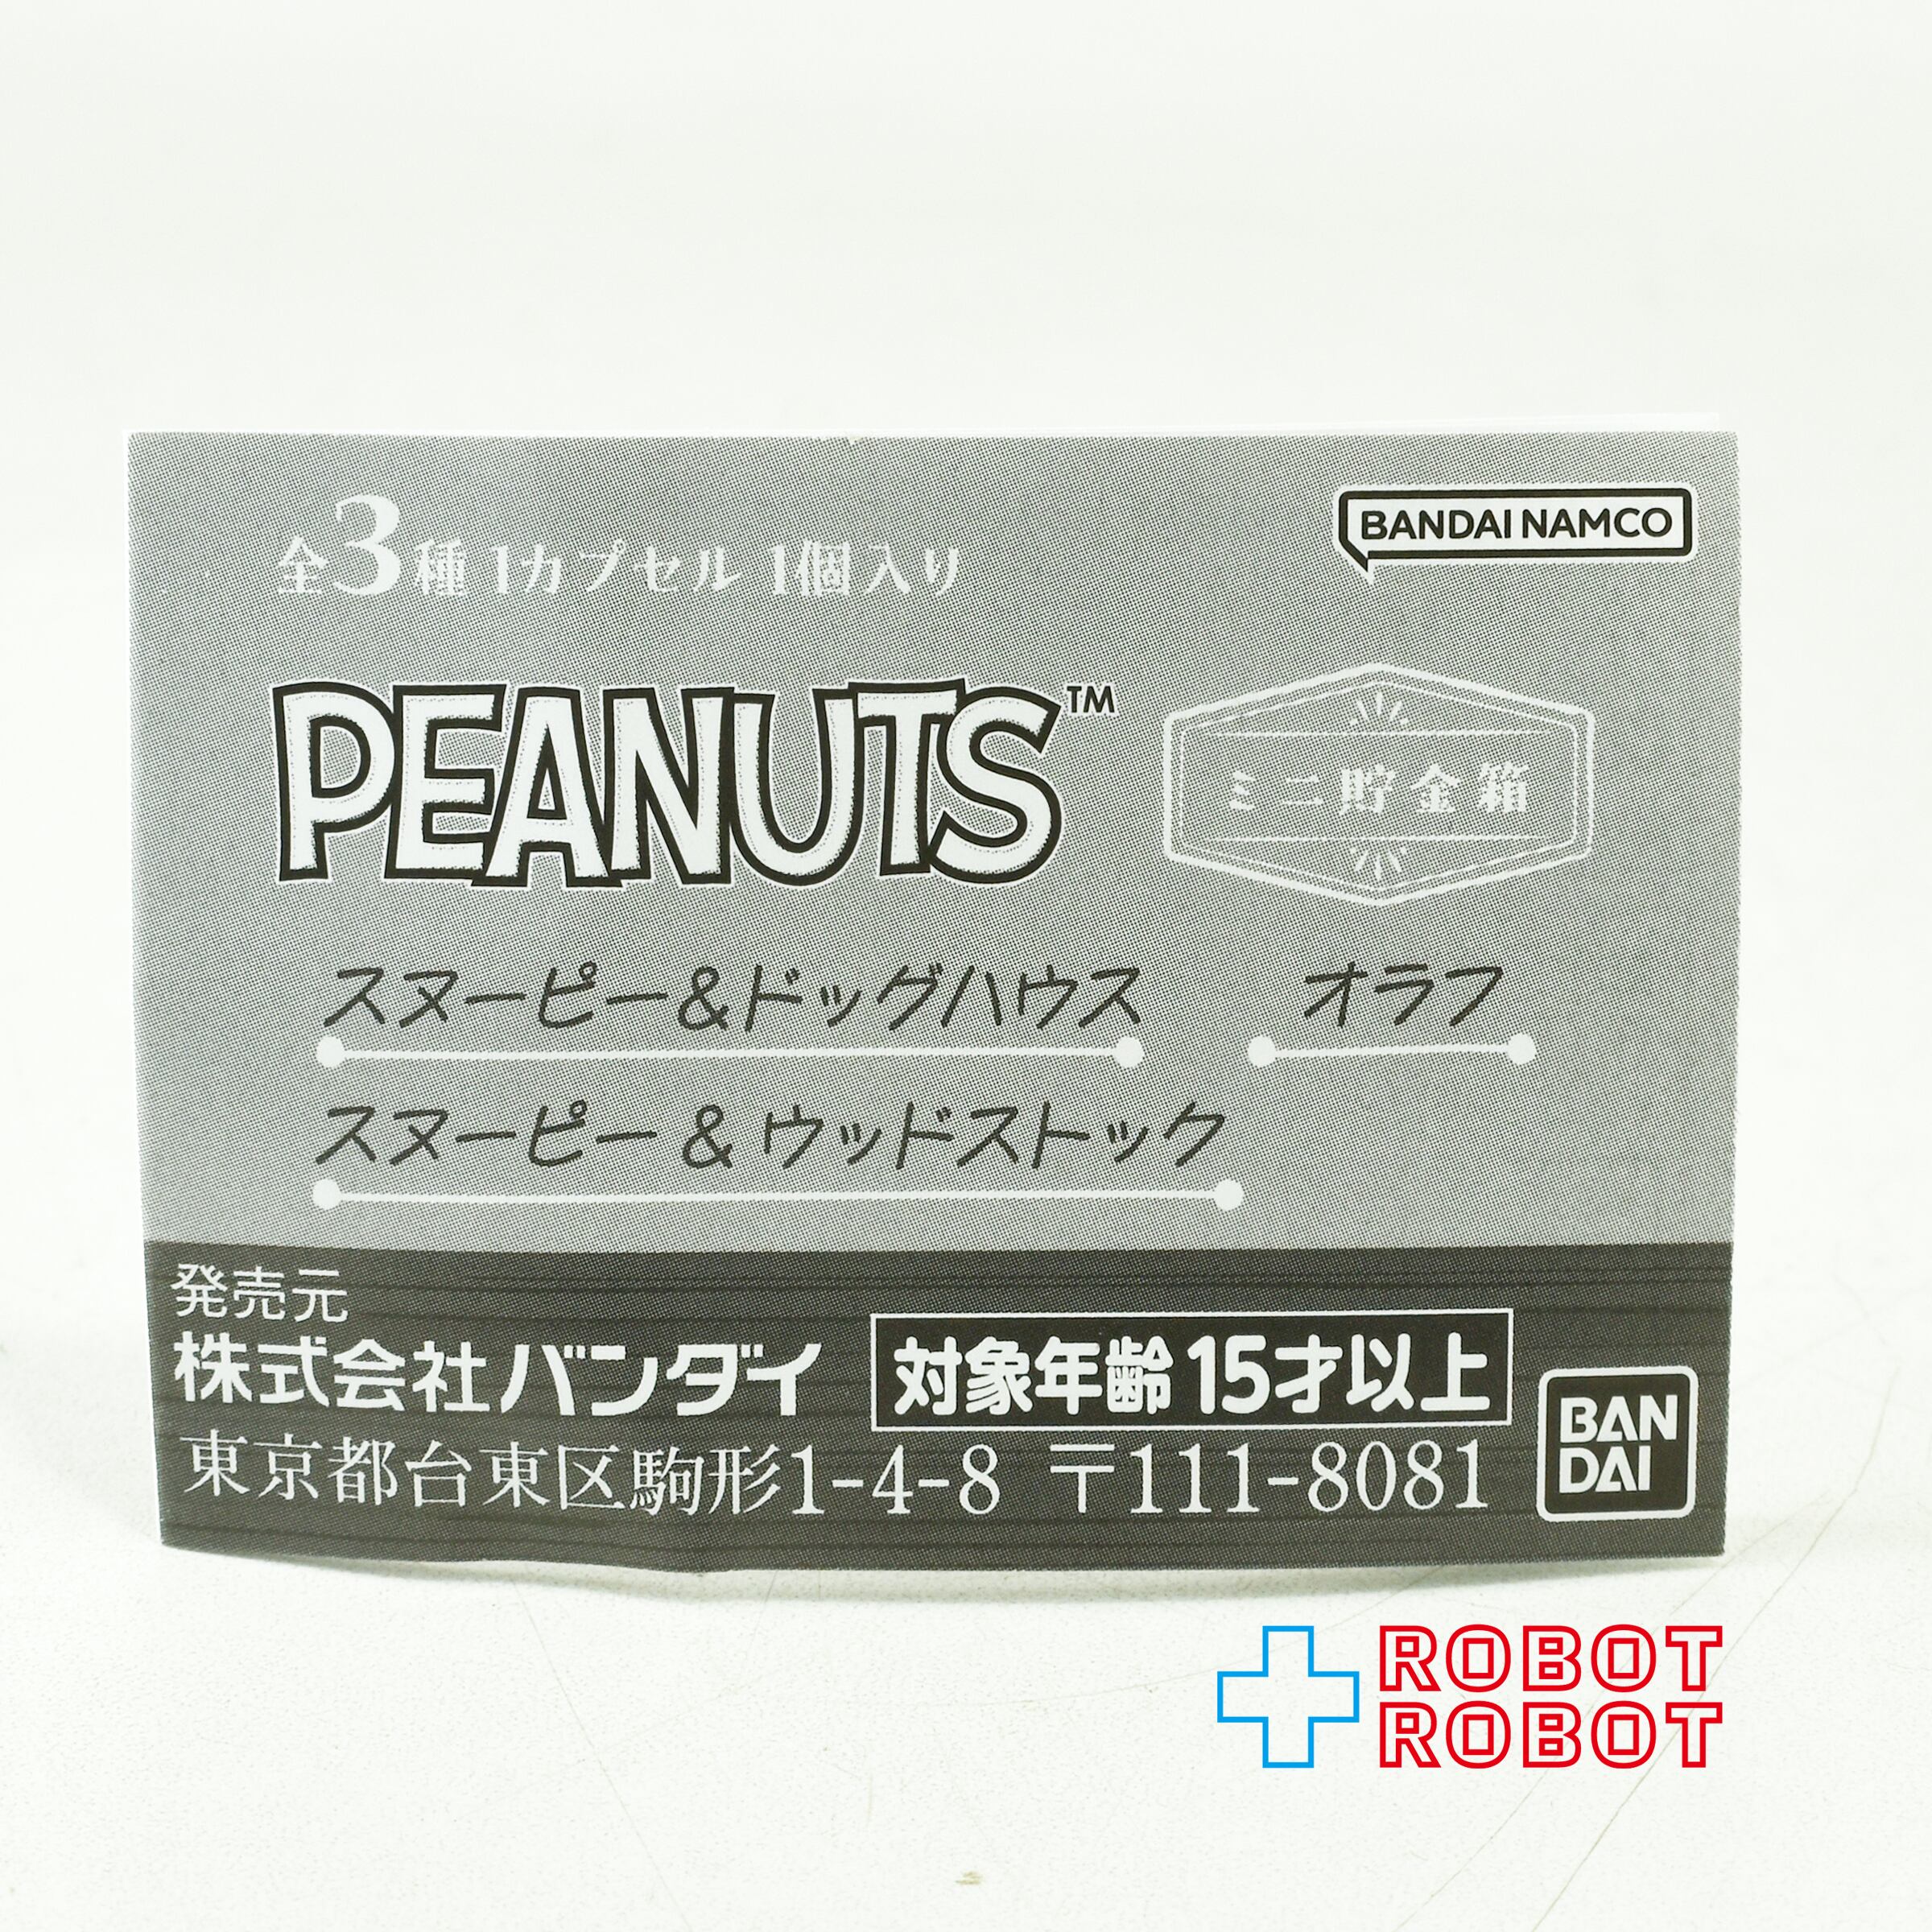 全3種 1カプセル 1個入り
BANDAI NAMCO
PEANUTS™
ミニ貯金箱
スヌーピー&ドッグハウス オラフ
スヌーピー&ウッドストック
発売元
株式会社バンダイ
対象年齢 15才以上
東京都台東区駒形1-4-8 〒111-8081
BAN
DAI
ROBOT
ROBOT